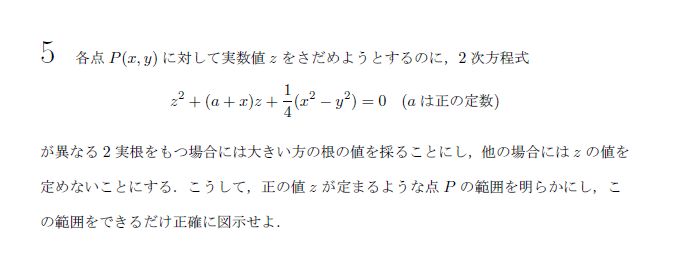 5 各点 P(x, y) に対して実数値 z をさだめようとするのに，2 次方程式
z² + (a + x)z + 1/4(x² − y²) = 0 (a は正の定数)
が異なる 2 実根をもつ場合には大きい方の根の値を採ることにし，他の場合には z の値を
定めないことにする．こうして，正の値 z が定まるような点 P の範囲を明らかにし，こ
の範囲をできるだけ正確に図示せよ．